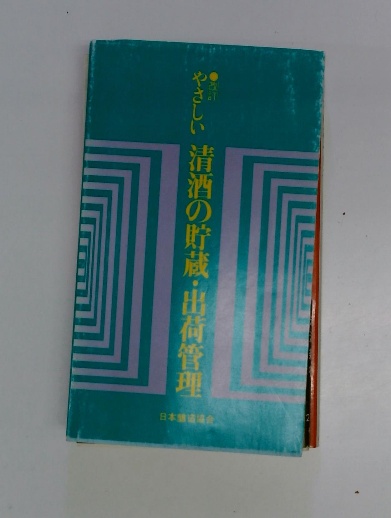 やさしい
清酒の貯蔵・出荷管理
日本醸造協会